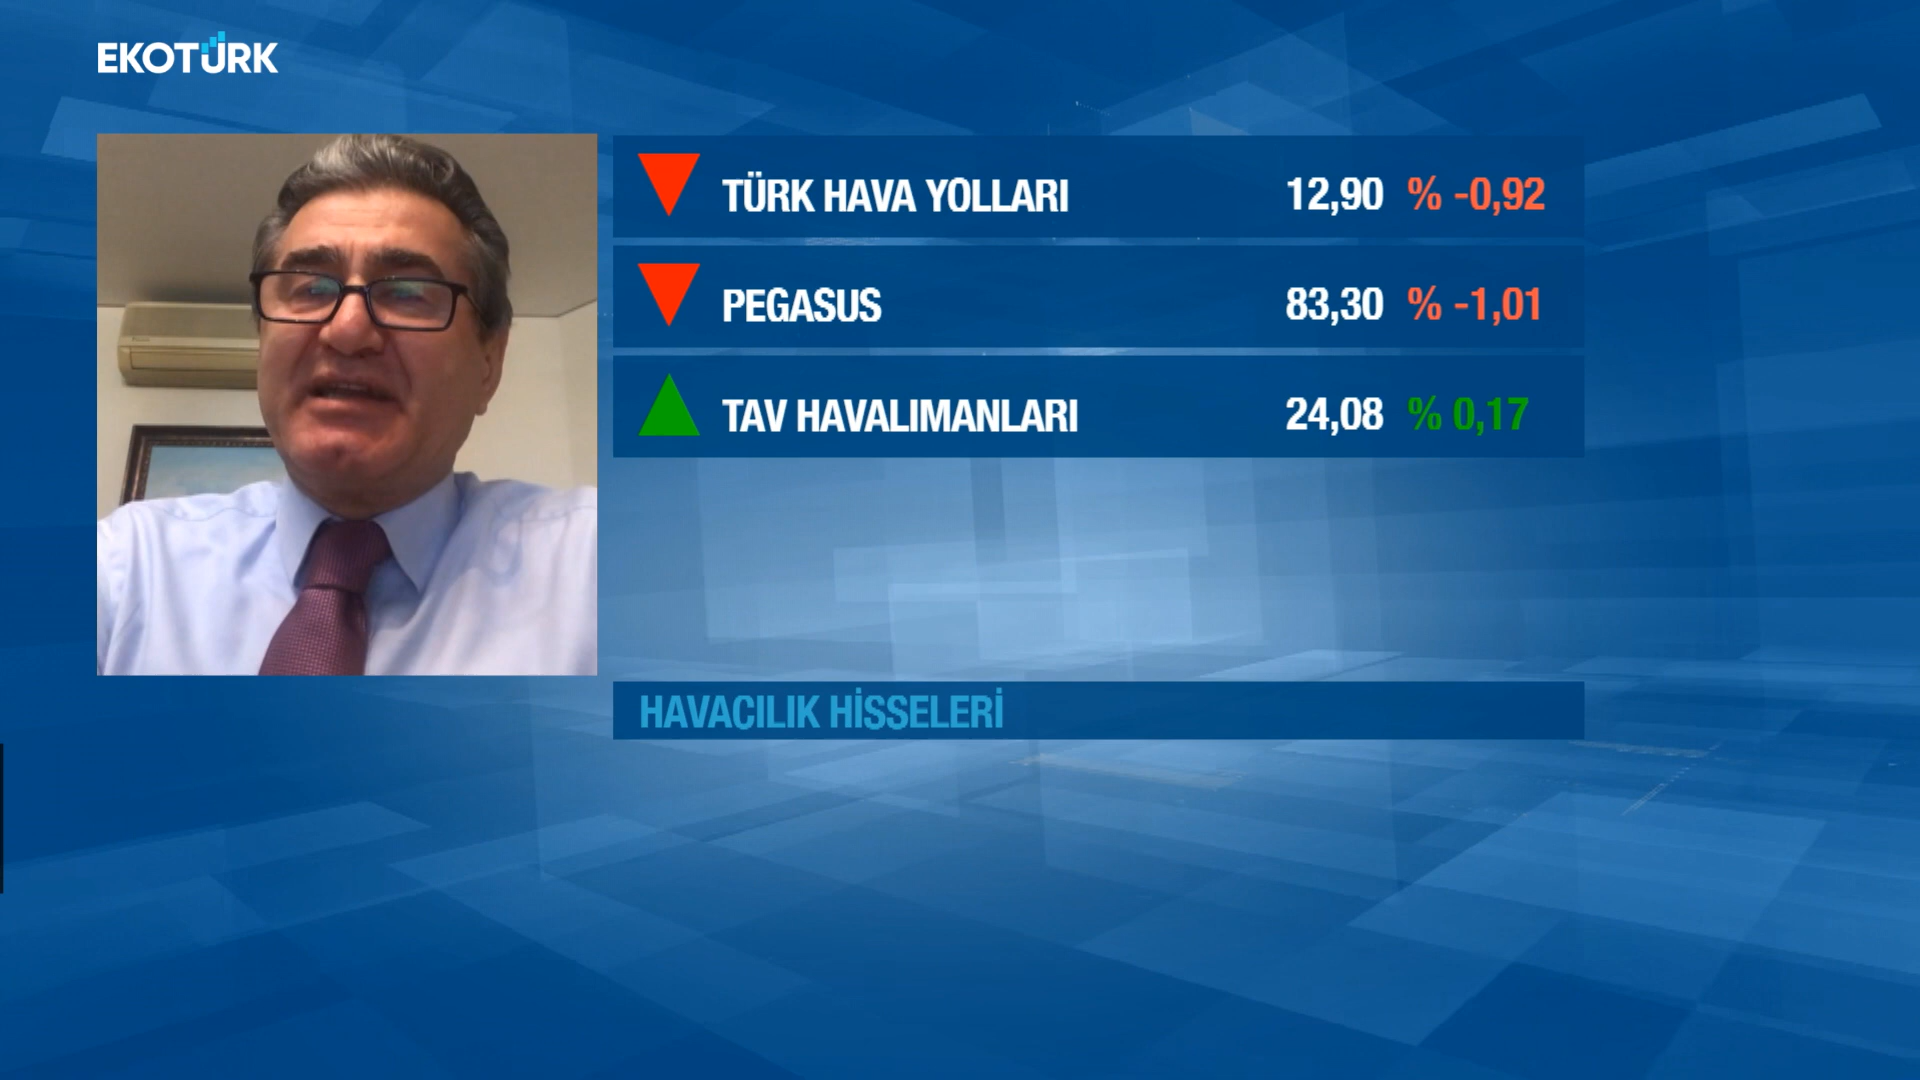 EKOTÜRK
TÜRK HAVA YOLLARI 12,90 % -0,92
PEGASUS 83,30 % -1,01
TAV HAVALIMANLARI 24,08 % 0,17
HAVACILIK HİSSELERİ